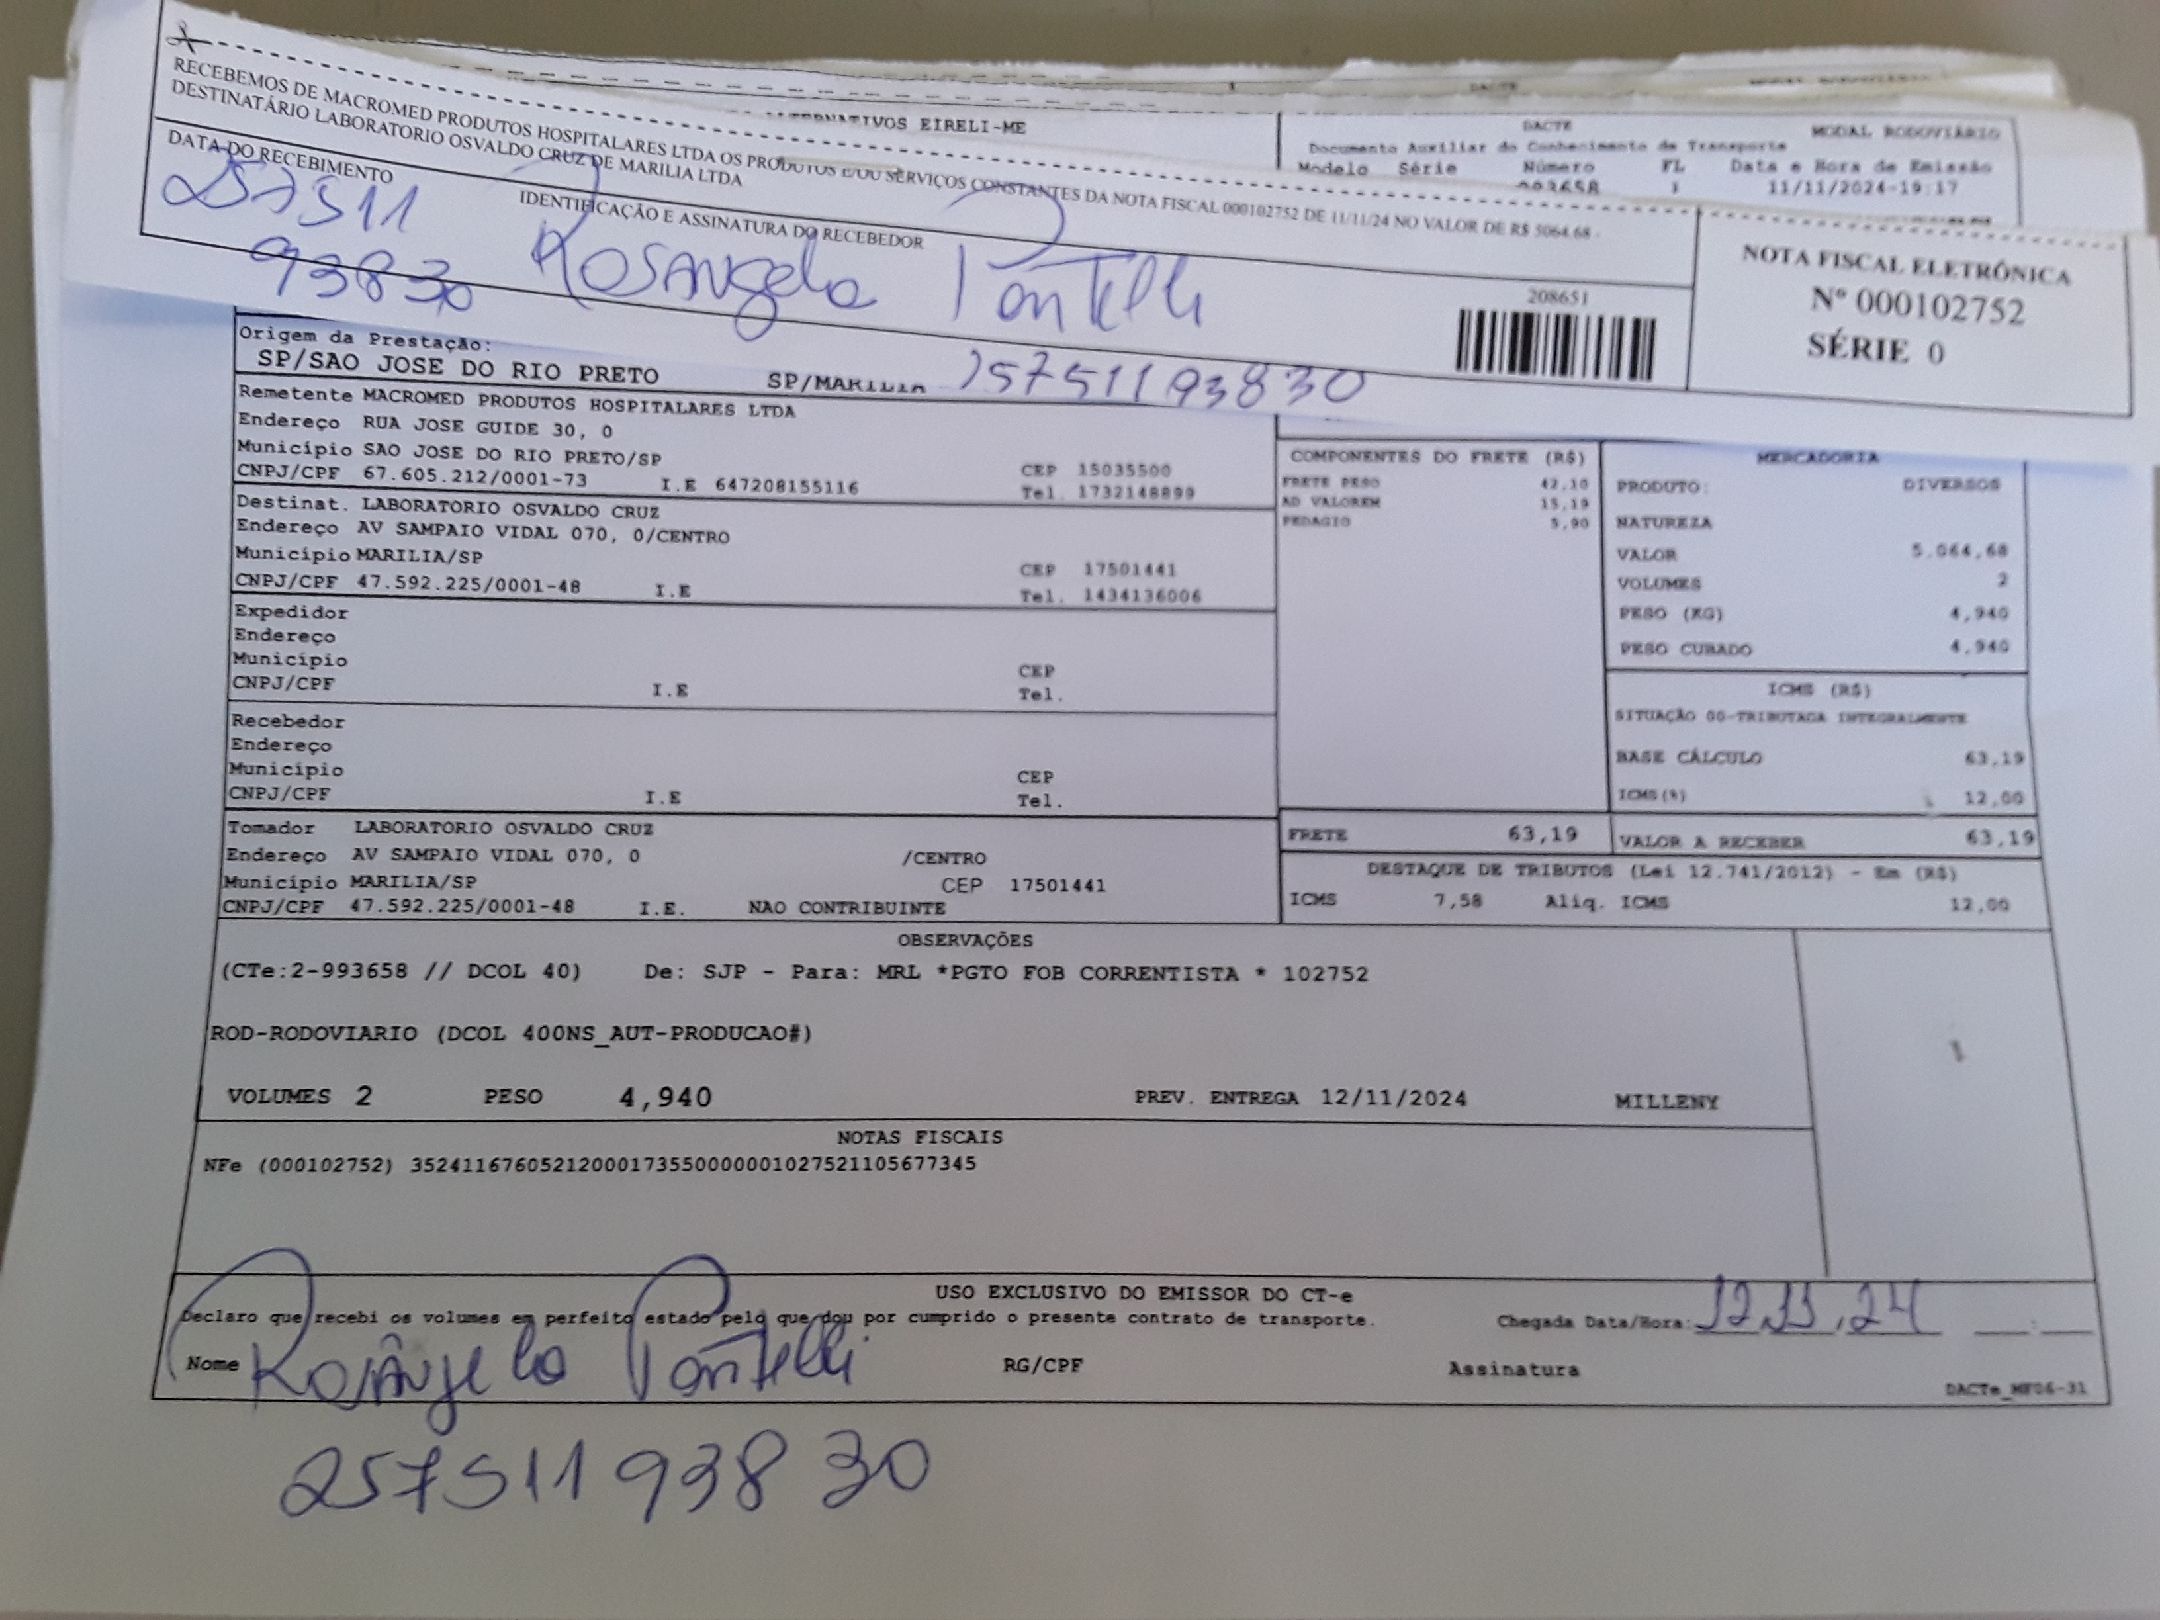 RECEBEMOS DE MACROMED PRODUTOS HOSPITALARES LTDA OS PRODUTOS E/OU SERVIÇOS CONSTANTES DA NOTA FISCAL 000102752 DE 11/11/24 NO VALOR DE R$ 5064.68 -
DESTINATÁRIO LABORATORIO OSVALDO CRUZ DE MARILIA LTDA
DATA DO RECEBIMENTO
IDENTIFICAÇÃO E ASSINATURA DO RECEBEDOR
257511
93830
Rosangela Pontelli
25751193830
208651
NOTA FISCAL ELETRÔNICA
Nº 000102752
SÉRIE 0
EIRELI-ME
DACTE
MODAL RODOVIÁRIO
Documento Auxiliar do Conhecimento de Transporte
Modelo Série Número FL Data e Hora de Emissão
993658 1 11/11/2024-19:17
Origem da Prestação:
SP/SAO JOSE DO RIO PRETO SP/MARILIA
Remetente MACROMED PRODUTOS HOSPITALARES LTDA
Endereço RUA JOSE GUIDE 30, 0
Município SAO JOSE DO RIO PRETO/SP CEP 15035500
CNPJ/CPF 67.605.212/0001-73 I.E 647208155116 Tel. 1732148899
Destinat. LABORATORIO OSVALDO CRUZ
Endereço AV SAMPAIO VIDAL 070, 0/CENTRO
Município MARILIA/SP CEP 17501441
CNPJ/CPF 47.592.225/0001-48 I.E Tel. 1434136006
Expedidor
Endereço
Município CEP
CNPJ/CPF I.E Tel.
Recebedor
Endereço
Município CEP
CNPJ/CPF I.E Tel.
Tomador LABORATORIO OSVALDO CRUZ
Endereço AV SAMPAIO VIDAL 070, 0 /CENTRO
Município MARILIA/SP CEP 17501441
CNPJ/CPF 47.592.225/0001-48 I.E. NAO CONTRIBUINTE
COMPONENTES DO FRETE (R$)
FRETE PESO 42,10
AD VALOREM 15,19
PEDAGIO 5,90
MERCADORIA
PRODUTO: DIVERSOS
NATUREZA
VALOR 5.064,68
VOLUMES 2
PESO (KG) 4,940
PESO CUBADO 4,940
ICMS (R$)
SITUAÇÃO 00-TRIBUTADA INTEGRALMENTE
BASE CÁLCULO 63,19
ICMS(%) 12,00
FRETE 63,19
VALOR A RECEBER 63,19
DESTAQUE DE TRIBUTOS (Lei 12.741/2012) - Em (R$)
ICMS 7,58 Aliq. ICMS 12,00
OBSERVAÇÕES
(CTe:2-993658 // DCOL 40) De: SJP - Para: MRL *PGTO FOB CORRENTISTA * 102752
ROD-RODOVIARIO (DCOL 400NS_AUT-PRODUCAO#)
VOLUMES 2 PESO 4,940 PREV. ENTREGA 12/11/2024 MILLENY
NOTAS FISCAIS
NFe (000102752) 35241167605212000173550000001027521105677345
USO EXCLUSIVO DO EMISSOR DO CT-e
Declaro que recebi os volumes em perfeito estado pelo que dou por cumprido o presente contrato de transporte.
Chegada Data/Hora: 12.11.24 __:__
Nome Rosângela Pontelli RG/CPF Assinatura
DACTe_MF06-31
25751193830